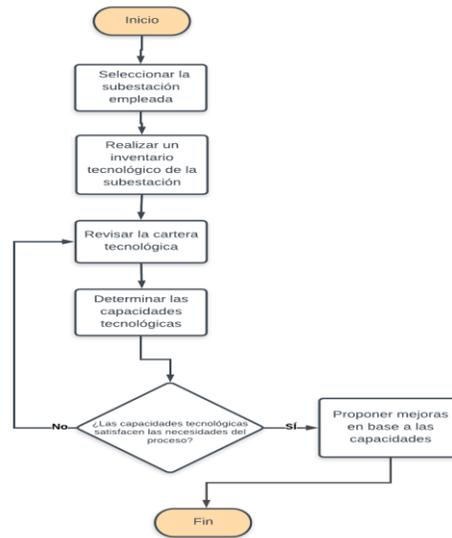 Inicio
Seleccionar la
subestación
empleada
Realizar un
inventario
tecnológico de la
subestación
Revisar la cartera
tecnológica
Determinar las
capacidades
tecnológicas
¿Las capacidades tecnológicas
satisfacen las necesidades del
proceso?
No
Sí
Proponer mejoras
en base a las
capacidades
Fin